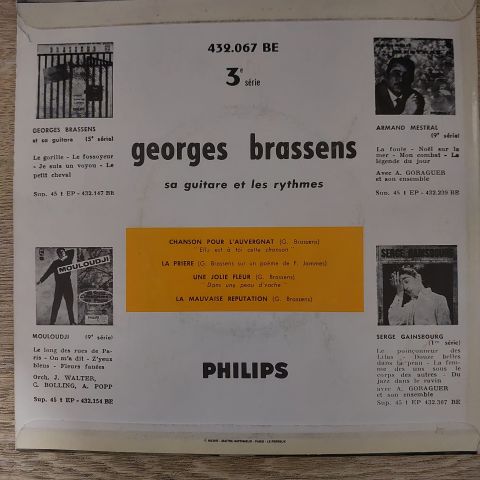 432.067 BE
3e série
GEORGES BRASSENS
et sa guitare (5e série)
Le gorille - Le fossoyeur
- Je suis un voyou - Le
petit cheval
Sup. 45 t EP - 432.147 BE
ARMAND MESTRAL
(9e série)
La foule - Noël sur la
mer - Mon combat - La
légende du jour
Avec A. GORAGUER
et son ensemble
Sup. 45 t EP - 432.239 BE
georges brassens
sa guitare et les rythmes
CHANSON POUR L'AUVERGNAT (G. Brassens)
"Elle est à toi cette chanson"
LA PRIERE (G. Brassens sur un poème de F. Jammes)
UNE JOLIE FLEUR (G. Brassens)
"Dans une peau d'vache"
LA MAUVAISE REPUTATION (G. Brassens)
MOULOUDJI
MOULOUDJI (9e série)
Le long des rues de Pa-
ris - On m'a dit - Z'yeux
bleus - Fleurs fanées
Orch. J. WALTER,
C. BOLLING, A. POPP
Sup. 45 t EP - 432.154 BE
SERGE GAINSBOURG
(1re série)
Le poinçonneur des
Lilas - Douze belles
dans la peau - La fem-
me des uns sous le
corps des autres - Du
jazz dans le ravin
avec A. GORAGUER
et son ensemble
Sup. 45 t EP - 432.307 BE
PHILIPS